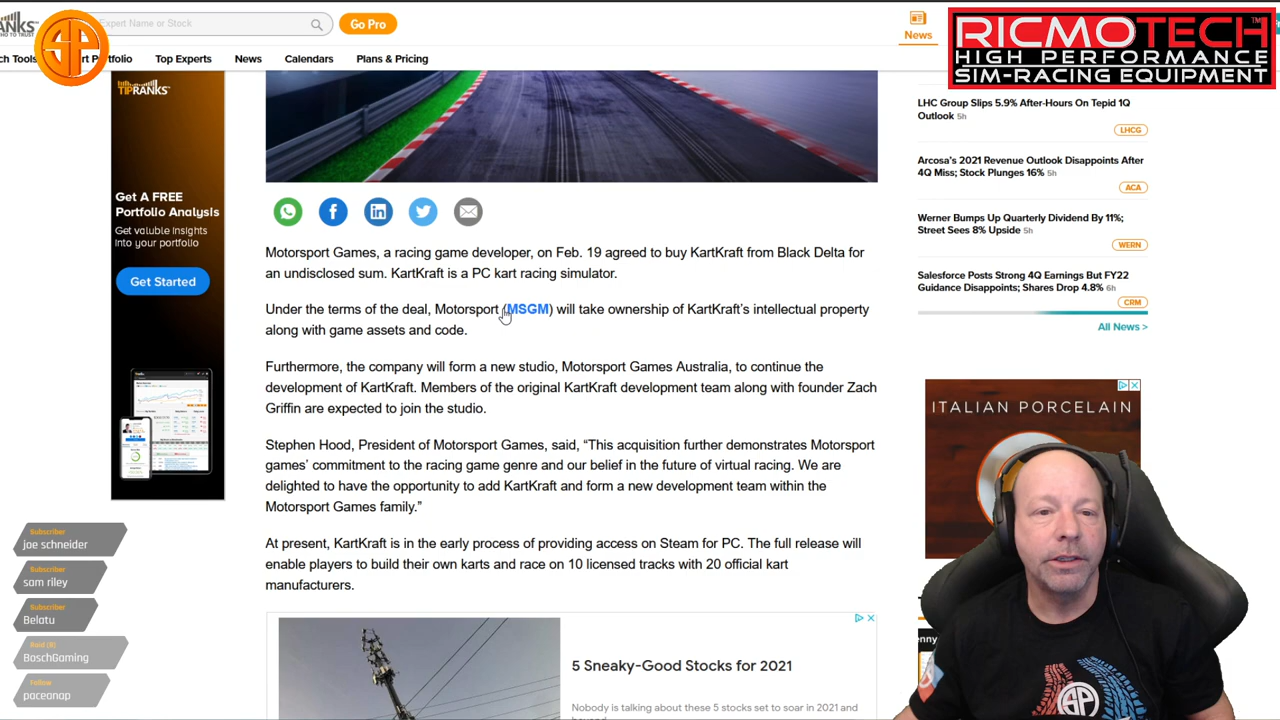 ANKS
Expert Name or Stock
Go Pro
News
RICMOTECH
HIGH PERFORMANCE
SIM-RACING EQUIPMENT
SP
Top Experts
News
Calendars
Plans & Pricing
TIPRANKS
Get A FREE
Portfolio Analysis
Get valuable insights
into your portfolio
Get Started
Motorsport Games, a racing game developer, on Feb. 19 agreed to buy KartKraft from Black Delta for
an undisclosed sum. KartKraft is a PC kart racing simulator.
Under the terms of the deal, Motorsport (MSGM) will take ownership of KartKraft's intellectual property
along with game assets and code.
Furthermore, the company will form a new studio, Motorsport Games Australia, to continue the
development of KartKraft. Members of the original KartKraft development team along with founder Zach
Griffin are expected to join the studio.
Stephen Hood, President of Motorsport Games, said, “This acquisition further demonstrates Motorsport
games' commitment to the racing game genre and our belief in the future of virtual racing. We are
delighted to have the opportunity to add KartKraft and form a new development team within the
Motorsport Games family.”
At present, KartKraft is in the early process of providing access on Steam for PC. The full release will
enable players to build their own karts and race on 10 licensed tracks with 20 official kart
manufacturers.
5 Sneaky-Good Stocks for 2021
Nobody is talking about these 5 stocks set to soar in 2021 and
LHC Group Slips 5.9% After-Hours On Tepid 1Q
Outlook 5h
LHCG
Arcosa's 2021 Revenue Outlook Disappoints After
4Q Miss; Stock Plunges 16% 5h
ACA
Werner Bumps Up Quarterly Dividend By 11%;
Street Sees 8% Upside 5h
WERN
Salesforce Posts Strong 4Q Earnings But FY22
Guidance Disappoints; Shares Drop 4.8% 6h
CRM
All News >
ITALIAN PORCELAIN
Subscriber
joe schneider
Subscriber
sam riley
Subscriber
Belatu
Raid (8)
BoschGaming
Follow
paceanap
SP